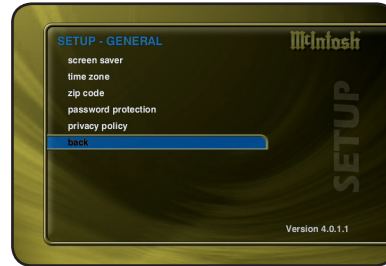 SETUP - GENERAL
McIntosh
screen saver
time zone
zip code
password protection
privacy policy
back
SETUP
Version 4.0.1.1